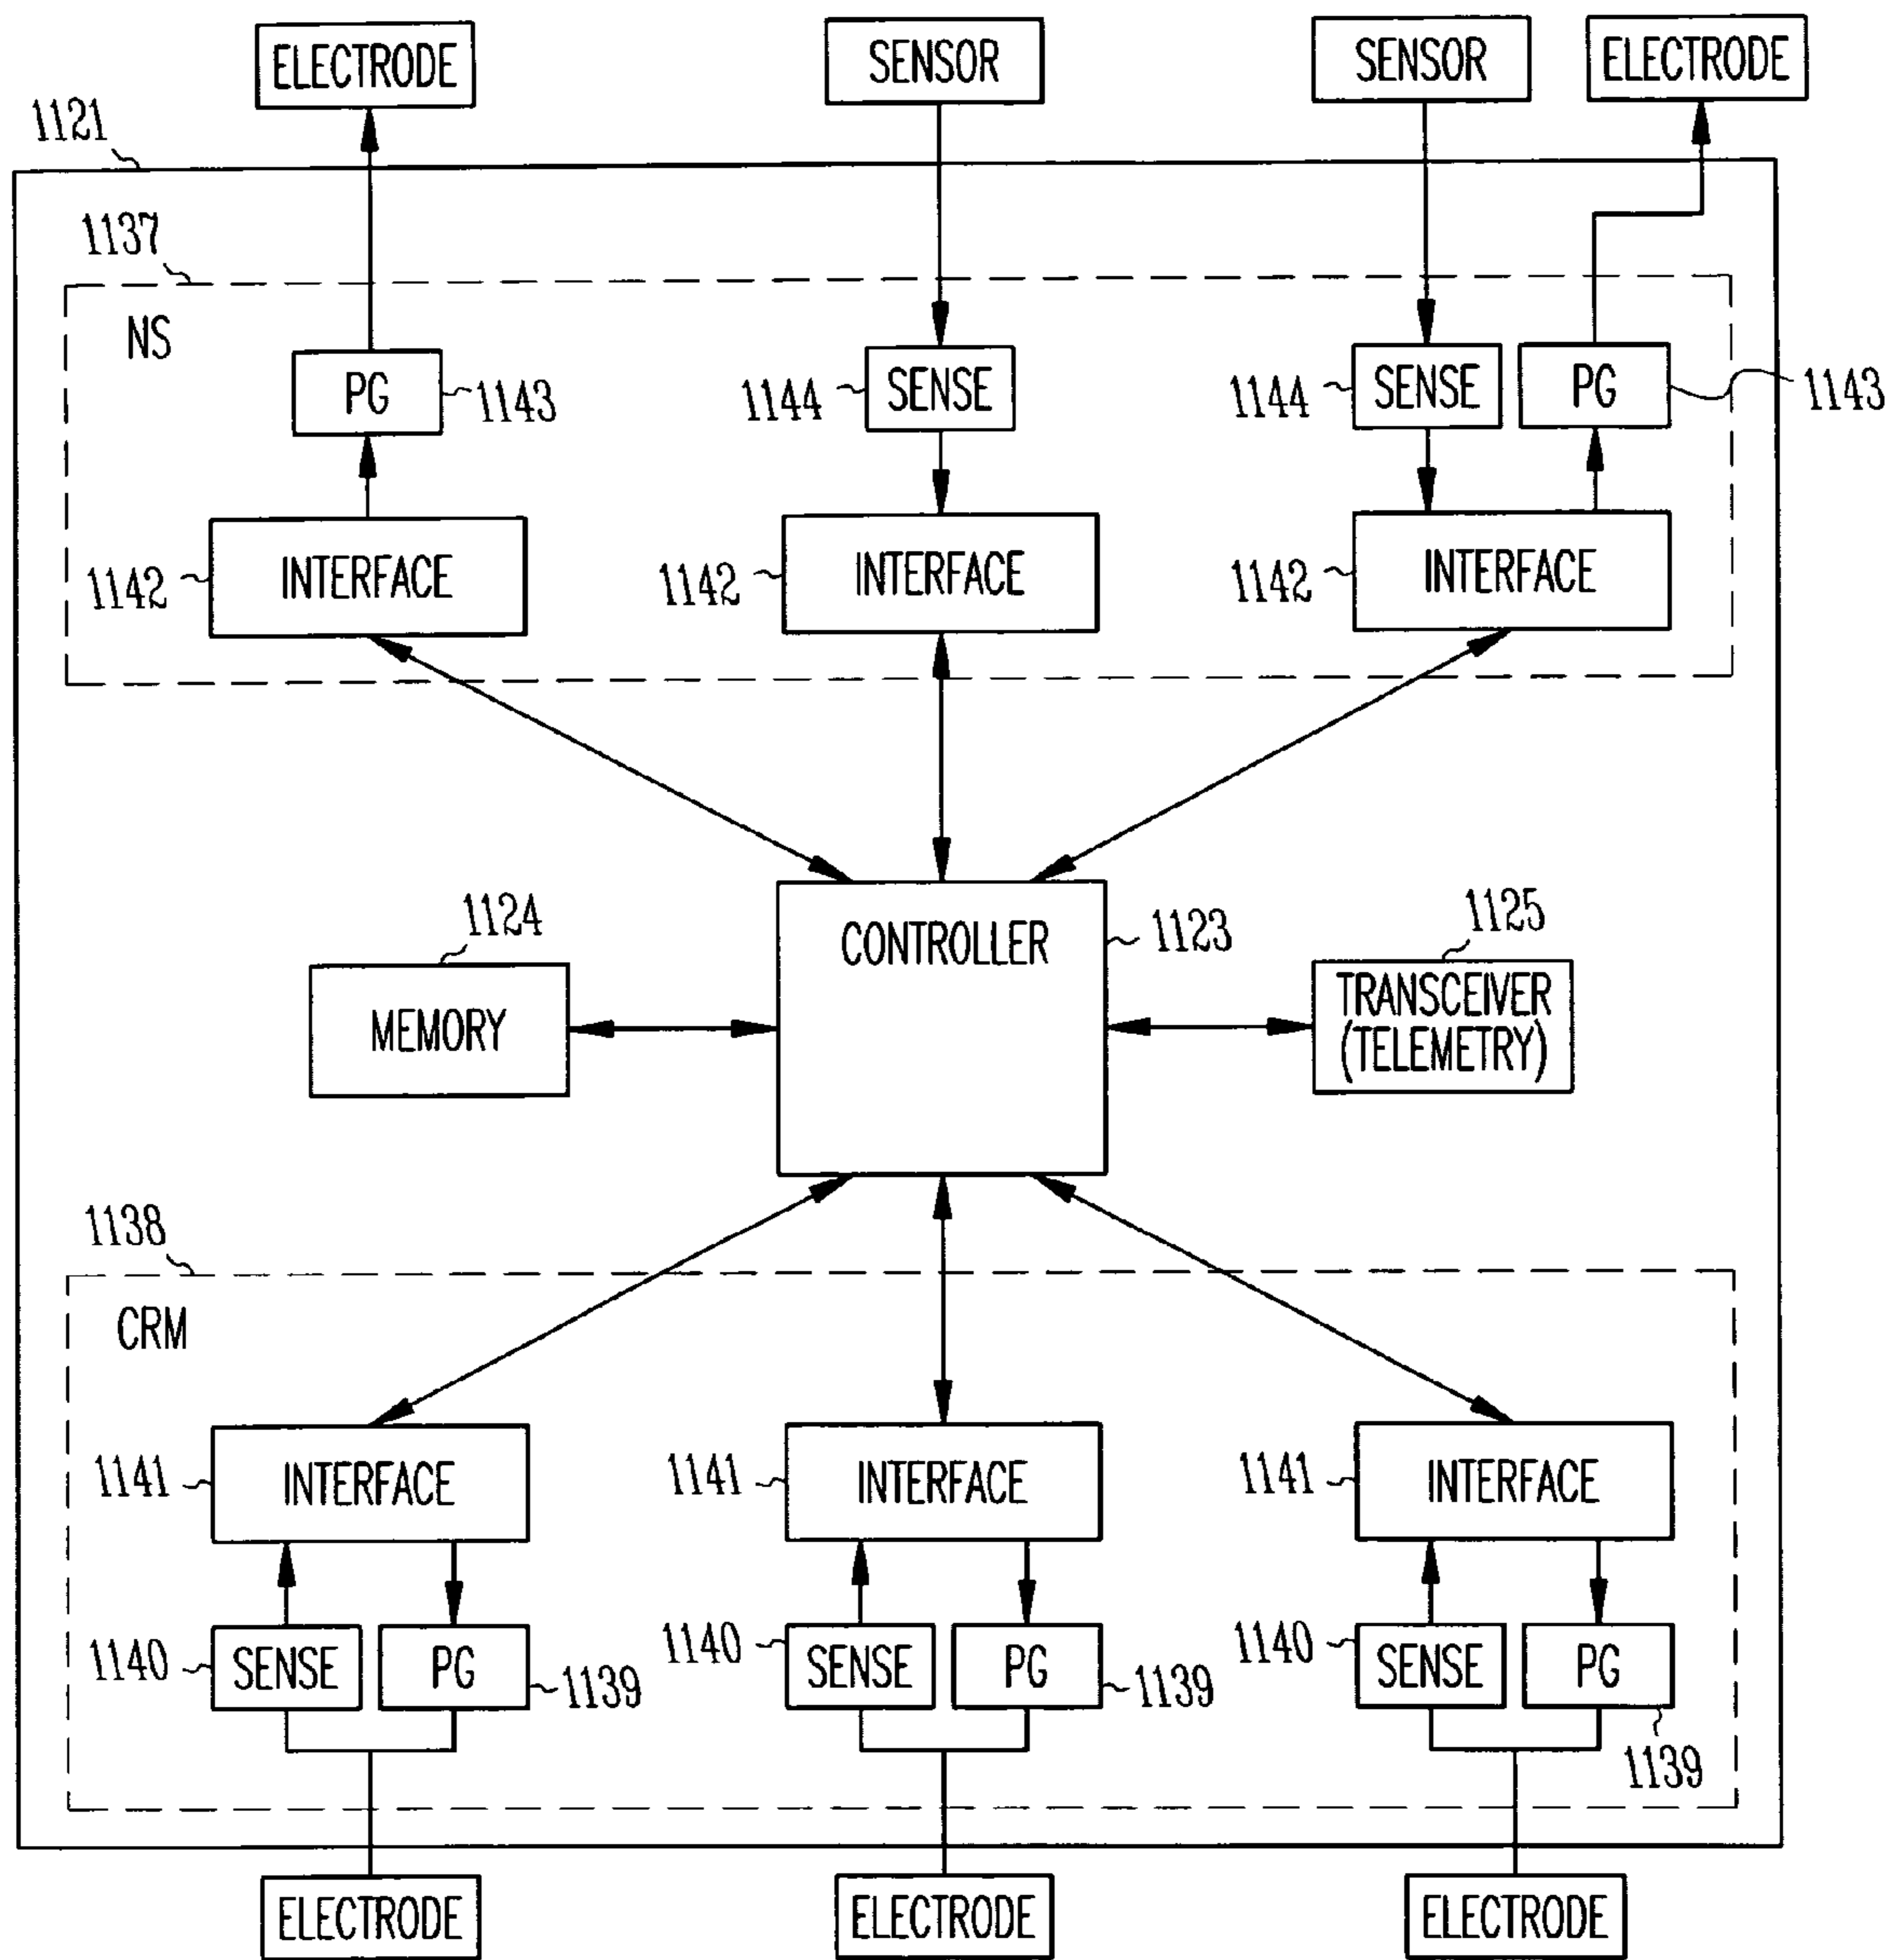 ELECTRODE
SENSOR
SENSOR
ELECTRODE
1121
1137
NS
PG
1143
1144
SENSE
1144
SENSE
PG
1143
1142
INTERFACE
1142
INTERFACE
1142
INTERFACE
1124
MEMORY
CONTROLLER
1123
1125
TRANSCEIVER
(TELEMETRY)
1138
CRM
1141
INTERFACE
1141
INTERFACE
1141
INTERFACE
1140
SENSE
PG
1139
1140
SENSE
PG
1139
1140
SENSE
PG
1139
ELECTRODE
ELECTRODE
ELECTRODE